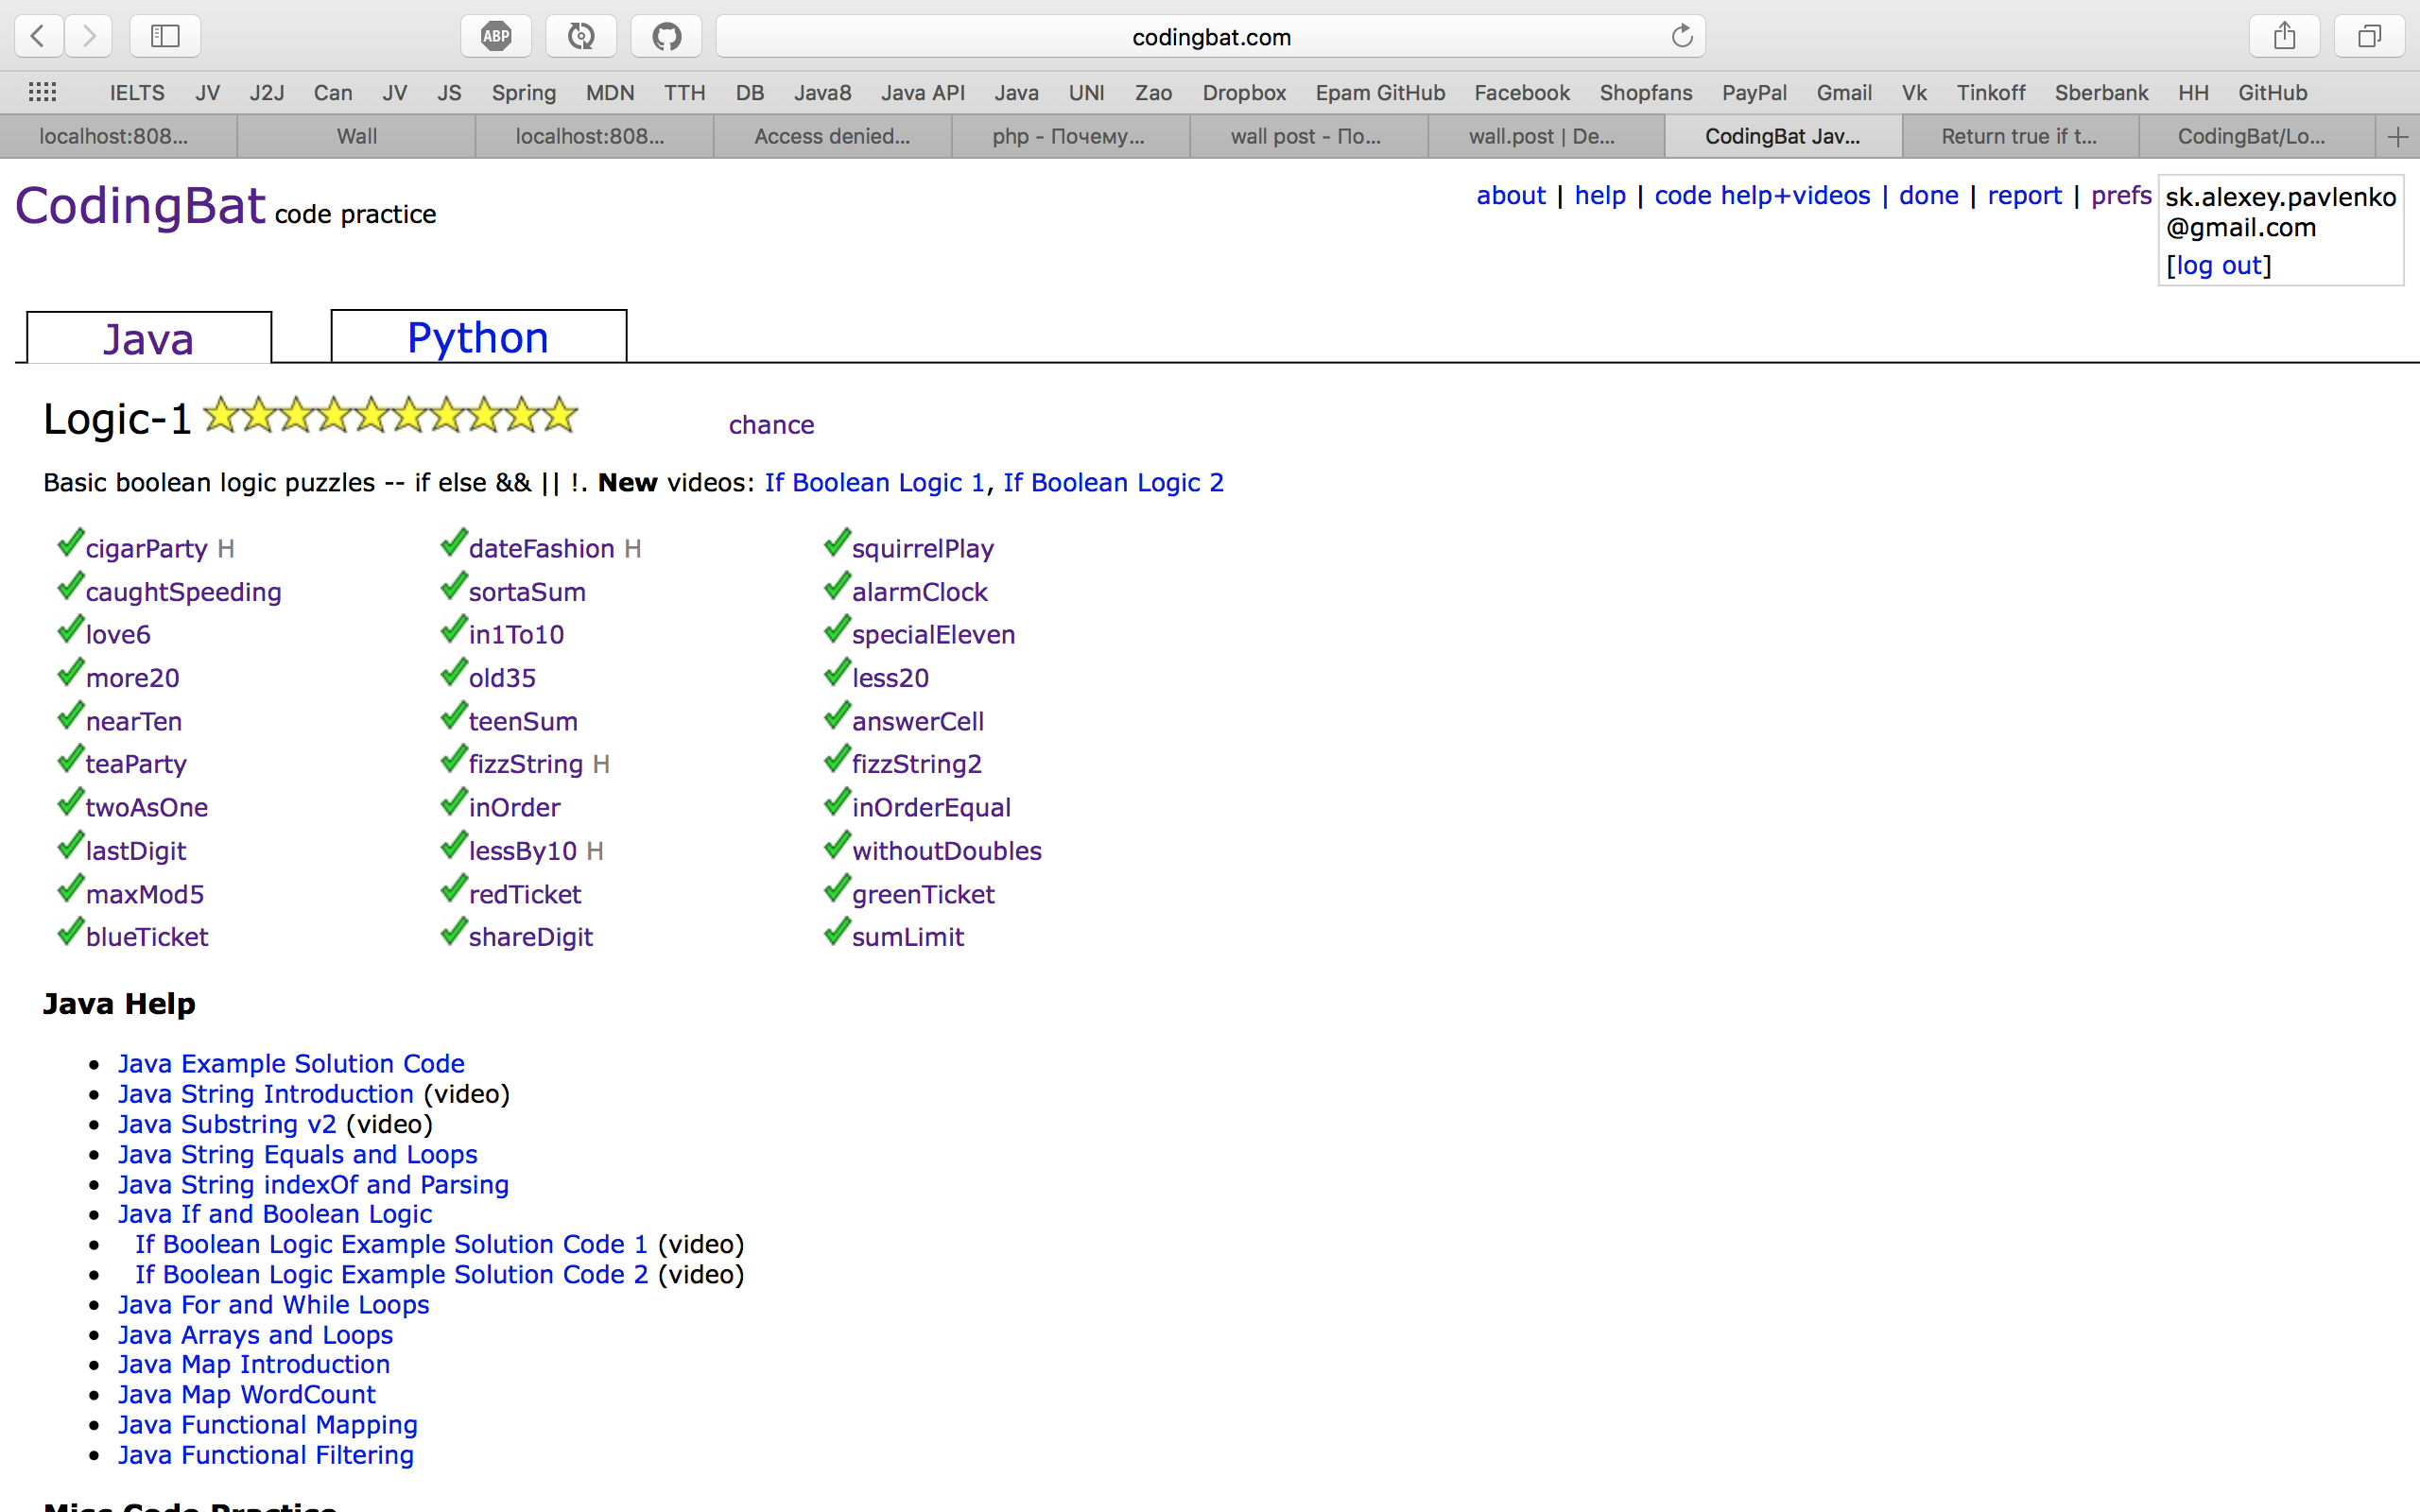 ABP
codingbat.com
IELTS JV J2J Can JV JS Spring MDN TTH DB Java8 Java API Java UNI Zao Dropbox Epam GitHub Facebook Shopfans PayPal Gmail Vk Tinkoff Sberbank HH GitHub
localhost:808... Wall localhost:808... Access denied... php - Почему... wall post - По... wall.post | De... CodingBat Jav... Return true if t... CodingBat/Lo...
CodingBat code practice
about | help | code help+videos | done | report | prefs
sk.alexey.pavlenko
@gmail.com
[log out]
Java Python
Logic-1 chance
Basic boolean logic puzzles -- if else && || !. New videos: If Boolean Logic 1, If Boolean Logic 2
cigarParty H dateFashion H squirrelPlay
caughtSpeeding sortaSum alarmClock
love6 in1To10 specialEleven
more20 old35 less20
nearTen teenSum answerCell
teaParty fizzString H fizzString2
twoAsOne inOrder inOrderEqual
lastDigit lessBy10 H withoutDoubles
maxMod5 redTicket greenTicket
blueTicket shareDigit sumLimit
Java Help
Java Example Solution Code
Java String Introduction (video)
Java Substring v2 (video)
Java String Equals and Loops
Java String indexOf and Parsing
Java If and Boolean Logic
If Boolean Logic Example Solution Code 1 (video)
If Boolean Logic Example Solution Code 2 (video)
Java For and While Loops
Java Arrays and Loops
Java Map Introduction
Java Map WordCount
Java Functional Mapping
Java Functional Filtering
Misc Code Practice